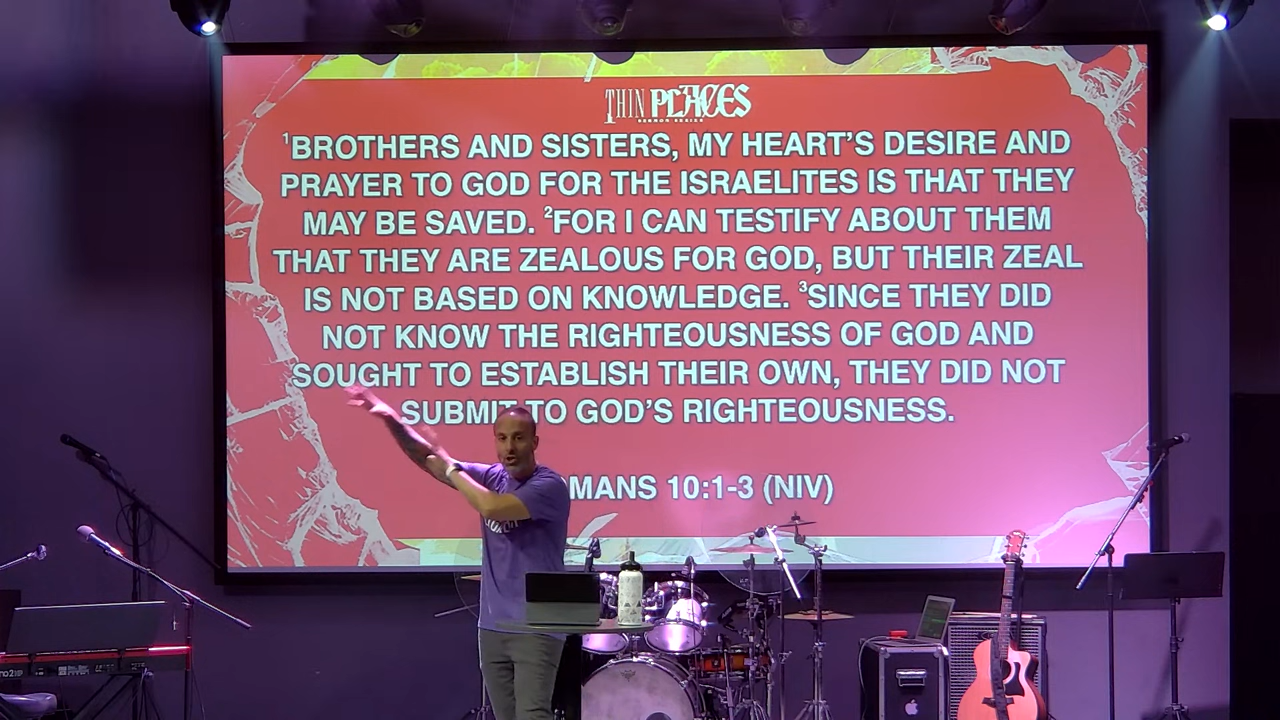 THIN PLACES
SERMON SERIES
¹BROTHERS AND SISTERS, MY HEART'S DESIRE AND
PRAYER TO GOD FOR THE ISRAELITES IS THAT THEY
MAY BE SAVED. ²FOR I CAN TESTIFY ABOUT THEM
THAT THEY ARE ZEALOUS FOR GOD, BUT THEIR ZEAL
IS NOT BASED ON KNOWLEDGE. ³SINCE THEY DID
NOT KNOW THE RIGHTEOUSNESS OF GOD AND
SOUGHT TO ESTABLISH THEIR OWN, THEY DID NOT
SUBMIT TO GOD'S RIGHTEOUSNESS.
MANS 10:1-3 (NIV)